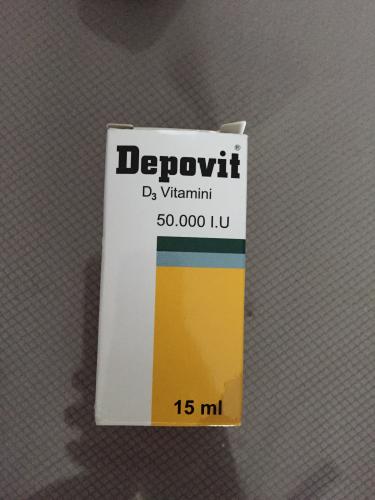 Depovit®
D₃ Vitamini
50.000 I.U
15 ml